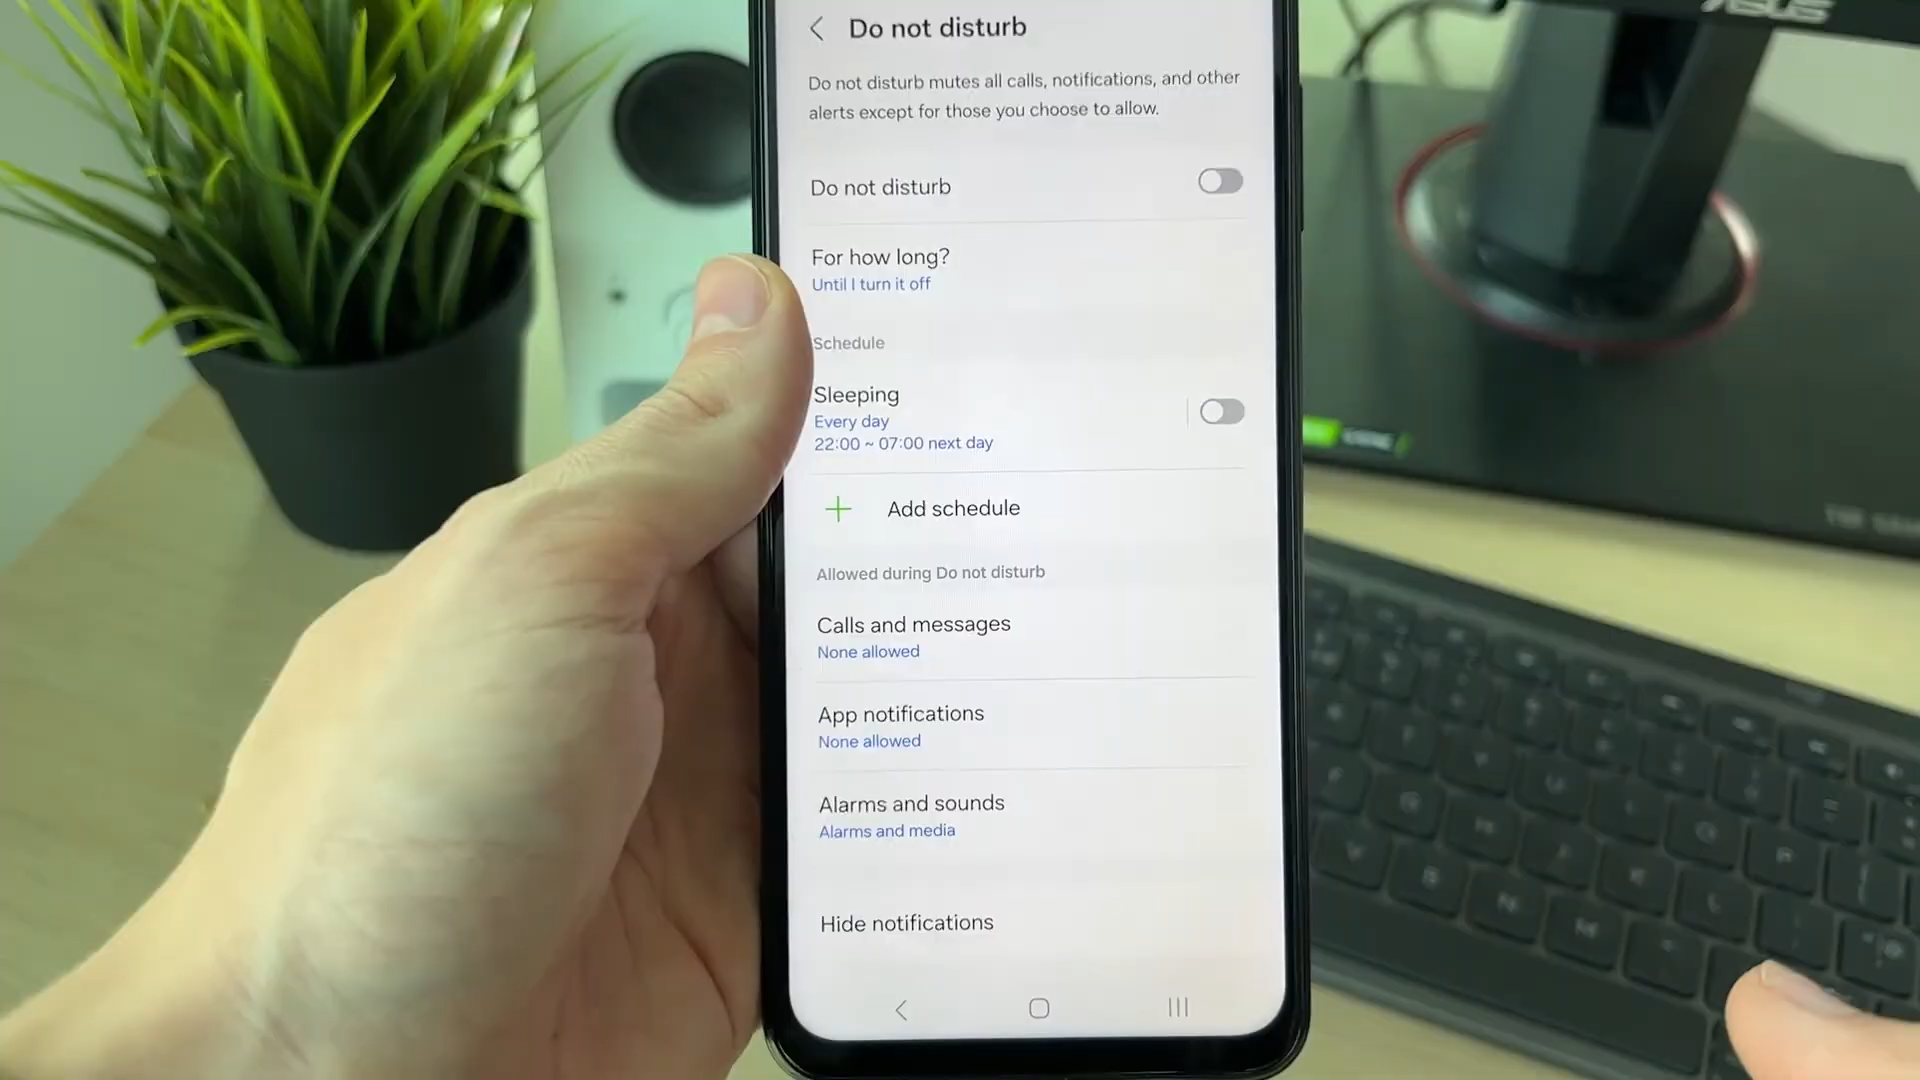 ASUS
Do not disturb
Do not disturb mutes all calls, notifications, and other
alerts except for those you choose to allow.
Do not disturb
For how long?
Until I turn it off
Schedule
Sleeping
Every day
22:00 ~ 07:00 next day
Add schedule
Allowed during Do not disturb
Calls and messages
None allowed
App notifications
None allowed
Alarms and sounds
Alarms and media
Hide notifications